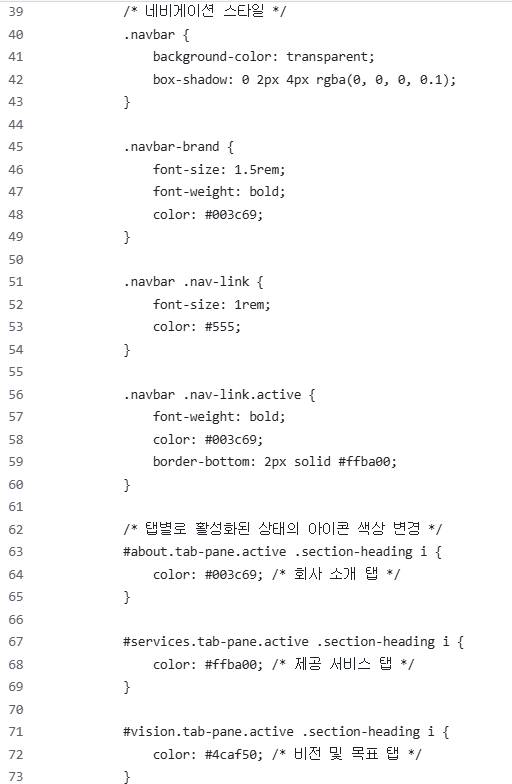 39 /* 네비게이션 스타일 */
40 .navbar {
41 background-color: transparent;
42 box-shadow: 0 2px 4px rgba(0, 0, 0, 0.1);
43 }
44
45 .navbar-brand {
46 font-size: 1.5rem;
47 font-weight: bold;
48 color: #003c69;
49 }
50
51 .navbar .nav-link {
52 font-size: 1rem;
53 color: #555;
54 }
55
56 .navbar .nav-link.active {
57 font-weight: bold;
58 color: #003c69;
59 border-bottom: 2px solid #ffba00;
60 }
61
62 /* 탭별로 활성화된 상태의 아이콘 색상 변경 */
63 #about.tab-pane.active .section-heading i {
64 color: #003c69; /* 회사 소개 탭 */
65 }
66
67 #services.tab-pane.active .section-heading i {
68 color: #ffba00; /* 제공 서비스 탭 */
69 }
70
71 #vision.tab-pane.active .section-heading i {
72 color: #4caf50; /* 비전 및 목표 탭 */
73 }